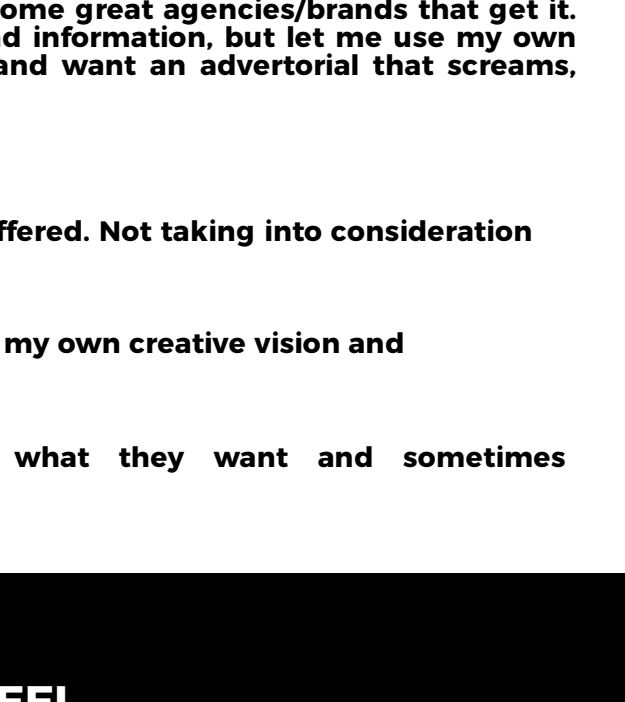 ome great agencies/brands that get it.
d information, but let me use my own
and want an advertorial that screams,
ffered. Not taking into consideration
my own creative vision and
what they want and sometimes